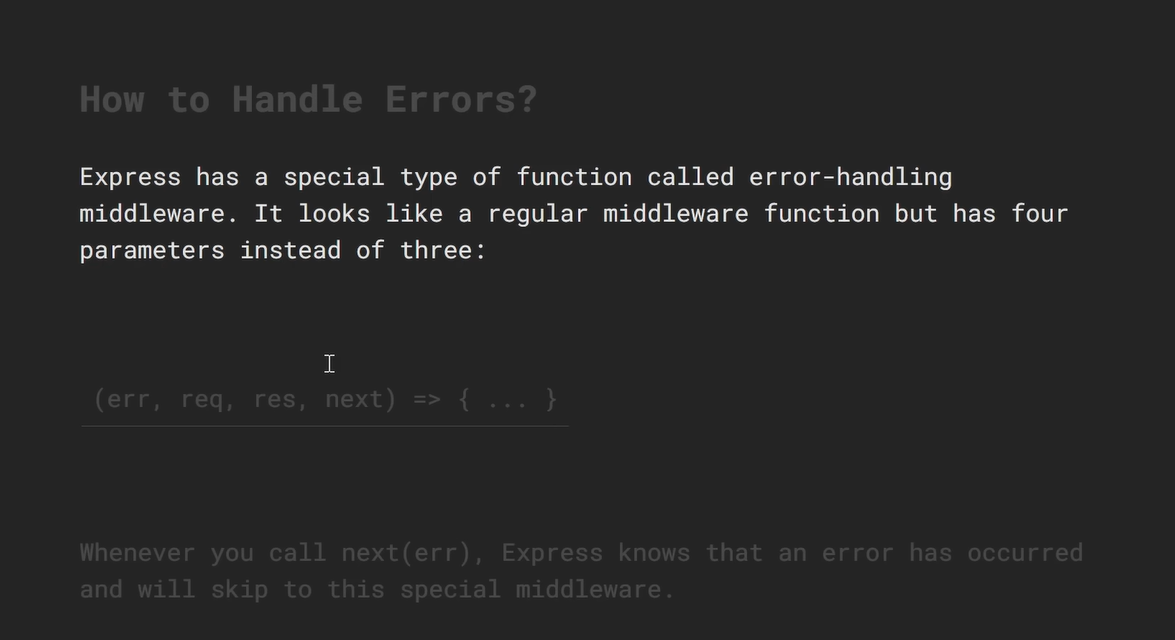 How to Handle Errors?
Express has a special type of function called error-handling
middleware. It looks like a regular middleware function but has four
parameters instead of three:
(err, req, res, next) => { ... }
Whenever you call next(err), Express knows that an error has occurred
and will skip to this special middleware.